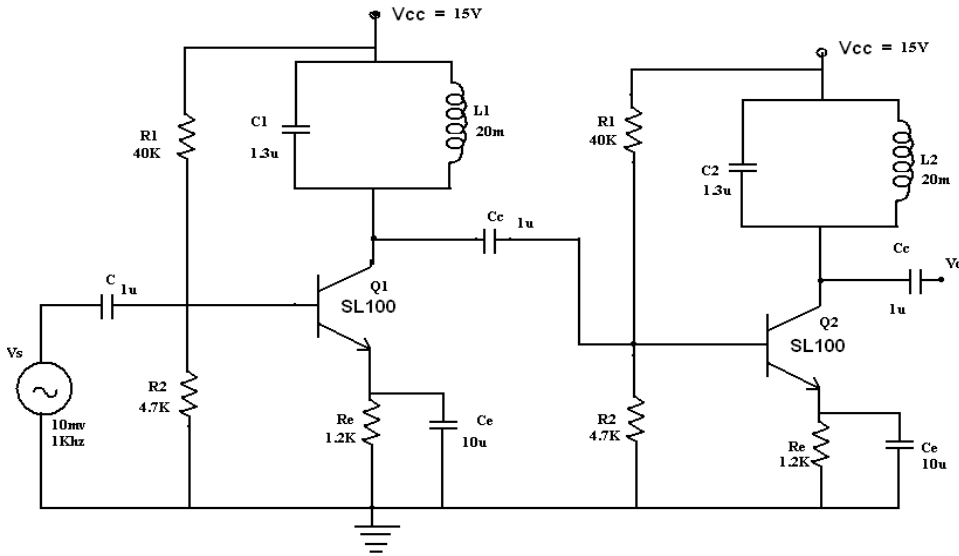 Vcc = 15V
Vcc = 15V
R1
40K
C1
1.3u
L1
20m
R1
40K
C2
1.3u
L2
20m
Cc
1u
Cc
1u
C
1u
Q1
SL100
Q2
SL100
Vs
10mv
1Khz
R2
4.7K
Re
1.2K
Ce
10u
R2
4.7K
Re
1.2K
Ce
10u